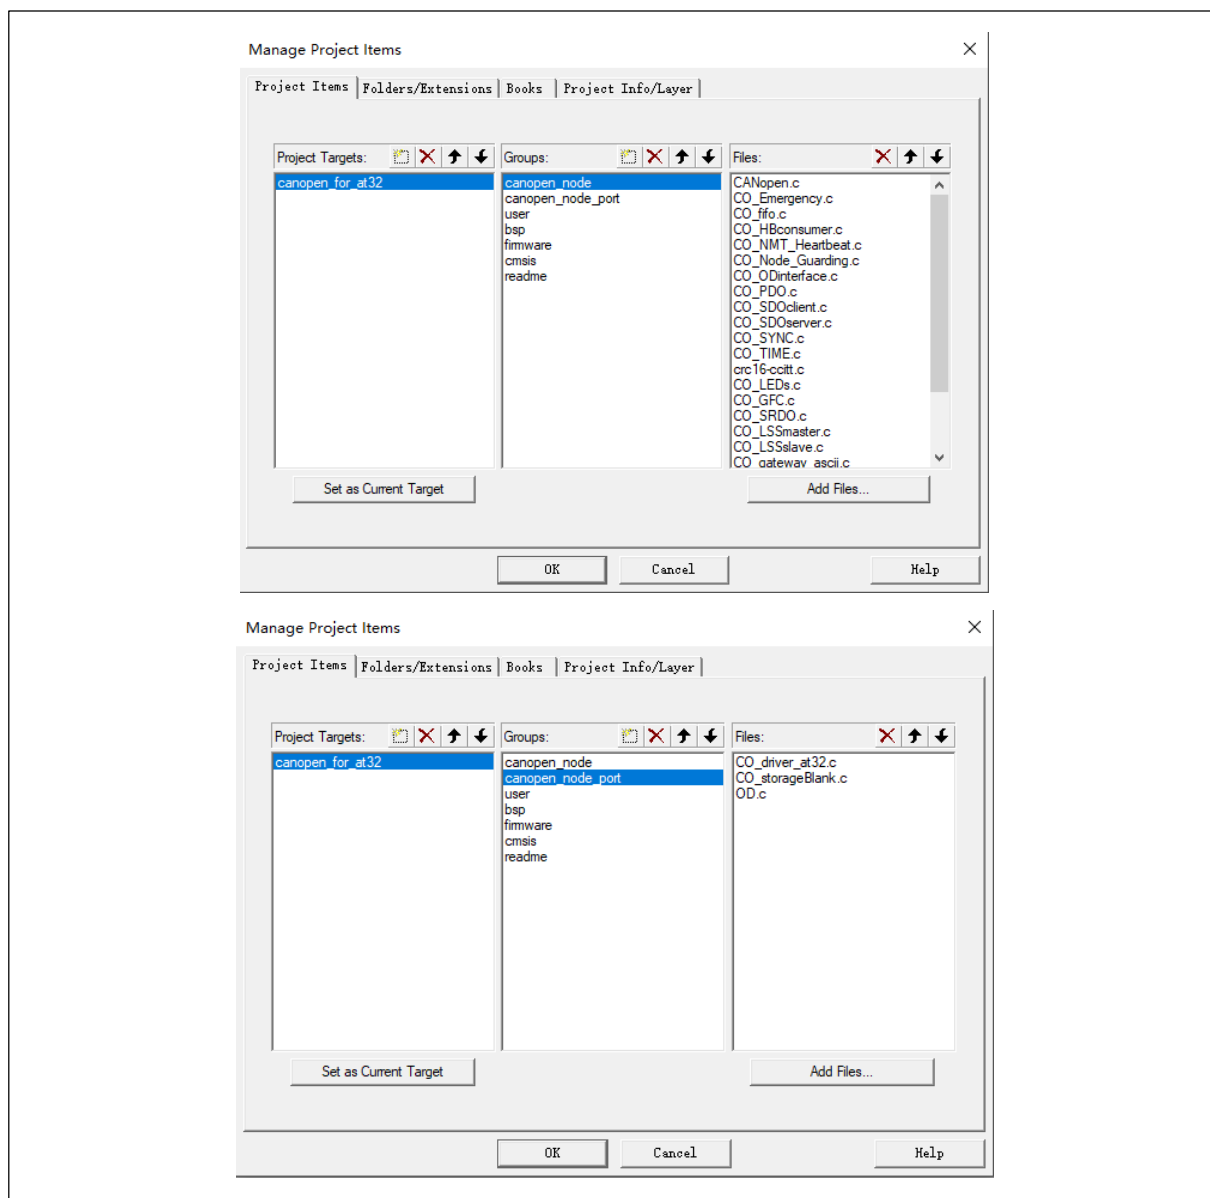 Manage Project Items
Project Items Folders/Extensions Books Project Info/Layer
Project Targets: Groups: Files:
canopen_for_at32
canopen_node
canopen_node_port
user
bsp
firmware
cmsis
readme
CANopen.c
CO_Emergency.c
CO_fifo.c
CO_HBconsumer.c
CO_NMT_Heartbeat.c
CO_Node_Guarding.c
CO_ODinterface.c
CO_PDO.c
CO_SDOclient.c
CO_SDOserver.c
CO_SYNC.c
CO_TIME.c
crc16-ccitt.c
CO_LEDs.c
CO_GFC.c
CO_SRDO.c
CO_LSSmaster.c
CO_LSSslave.c
CO_gateway_ascii.c
Set as Current Target Add Files...
OK Cancel Help
Manage Project Items
Project Items Folders/Extensions Books Project Info/Layer
Project Targets: Groups: Files:
canopen_for_at32
canopen_node
canopen_node_port
user
bsp
firmware
cmsis
readme
CO_driver_at32.c
CO_storageBlank.c
OD.c
Set as Current Target Add Files...
OK Cancel Help